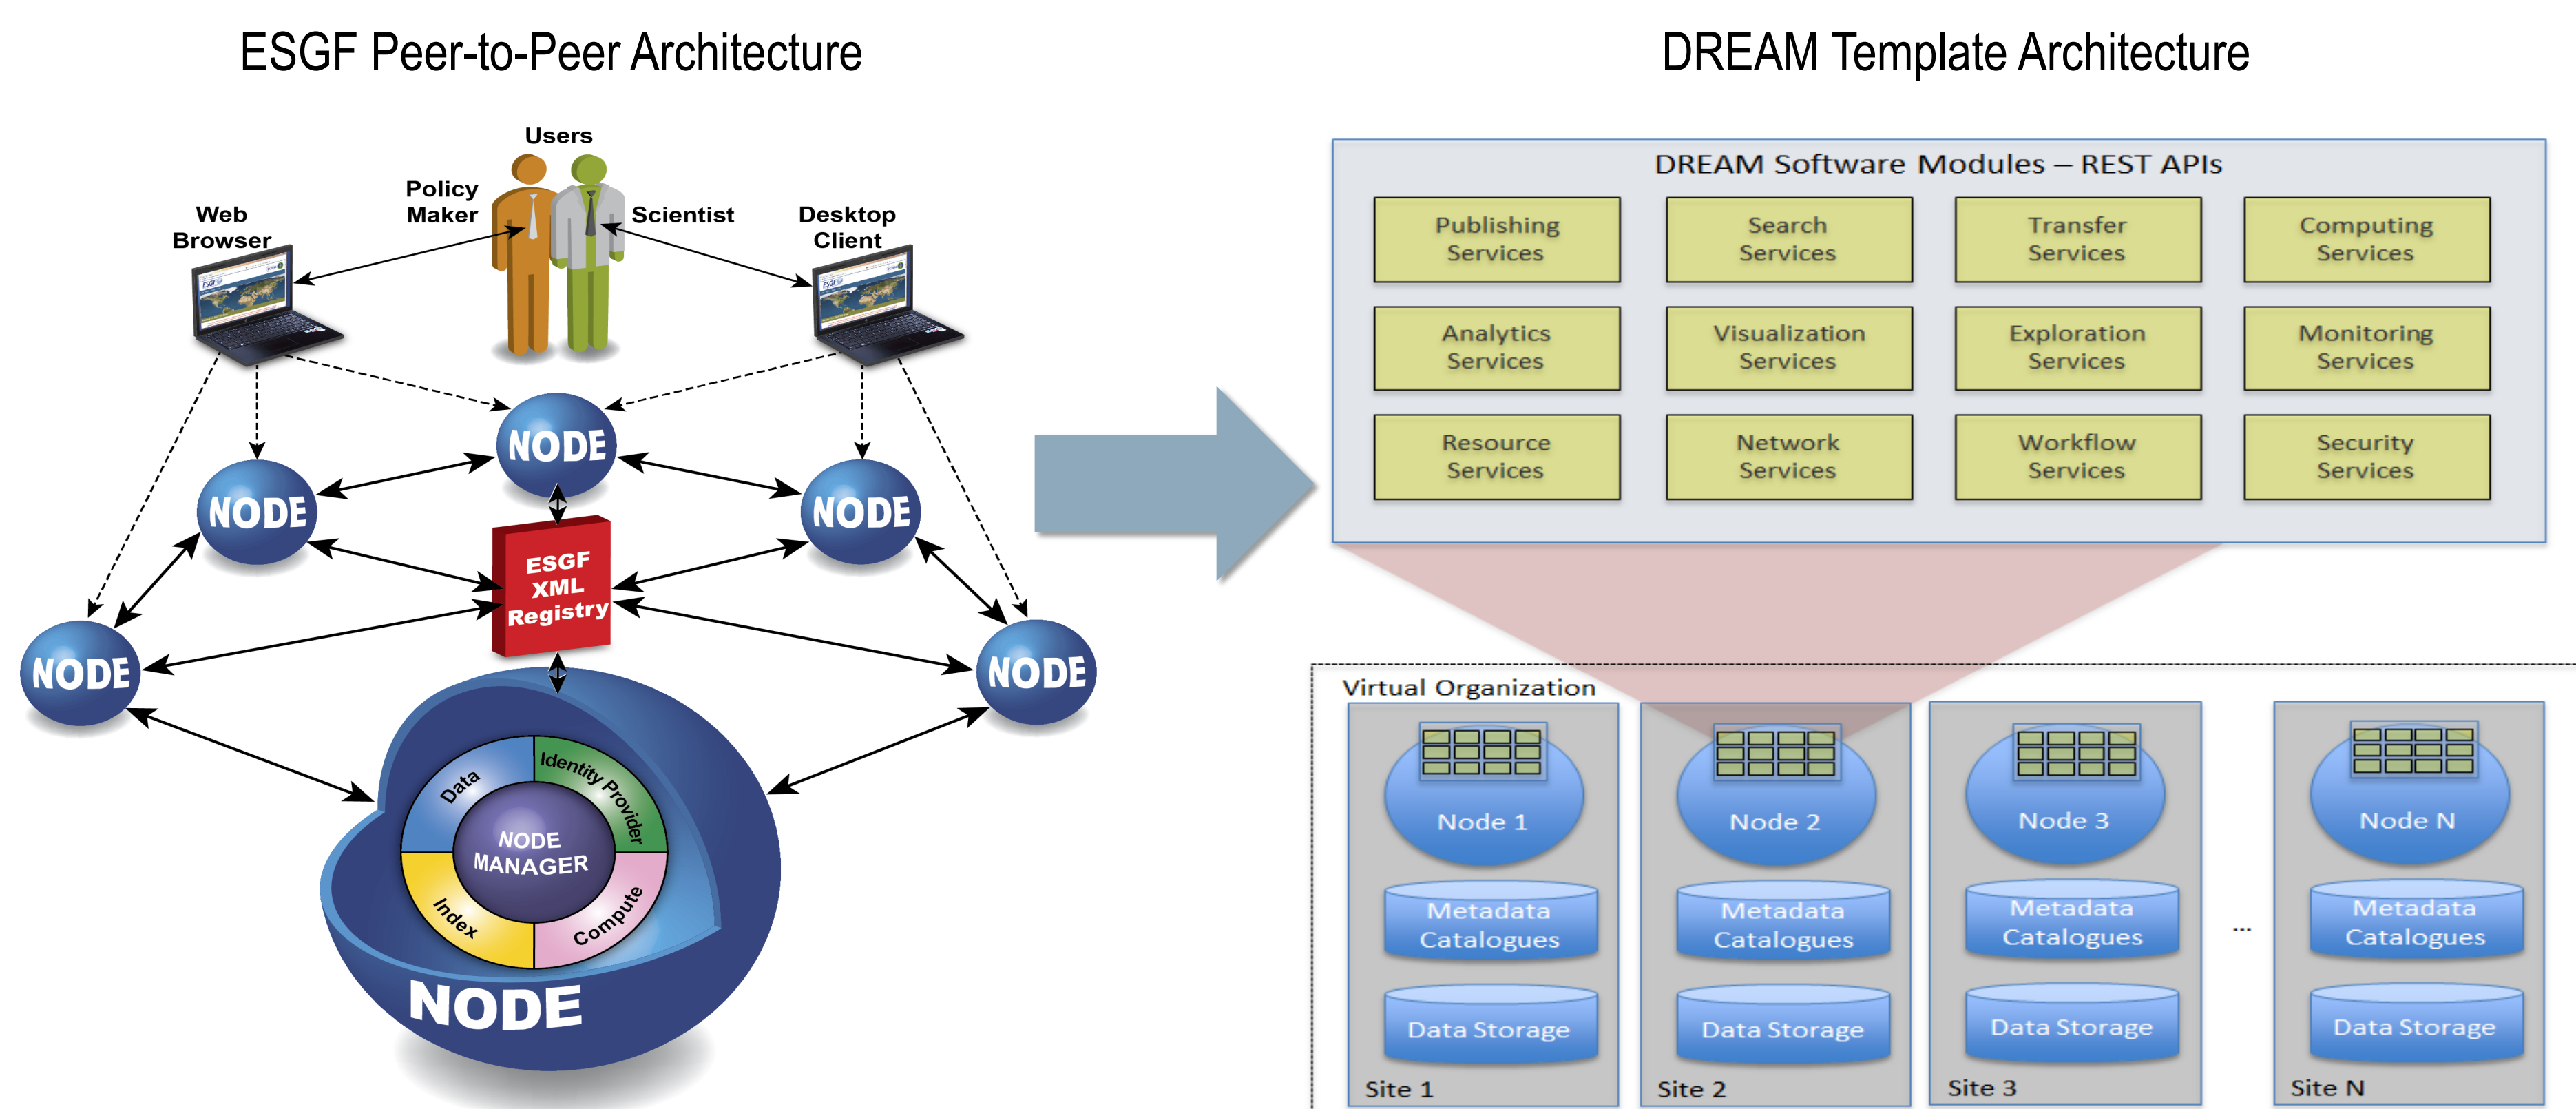 ESGF Peer-to-Peer Architecture
Users
Policy
Maker
Scientist
Web
Browser
Desktop
Client
ESGF
ESGF
NODE
NODE
NODE
ESGF
XML
Registry
NODE
NODE
Data
Identity Provider
NODE
MANAGER
Index
Compute
NODE
DREAM Template Architecture
DREAM Software Modules – REST APIs
Publishing
Services
Search
Services
Transfer
Services
Computing
Services
Analytics
Services
Visualization
Services
Exploration
Services
Monitoring
Services
Resource
Services
Network
Services
Workflow
Services
Security
Services
Virtual Organization
Node 1
Metadata
Catalogues
Data Storage
Site 1
Node 2
Metadata
Catalogues
Data Storage
Site 2
Node 3
Metadata
Catalogues
Data Storage
Site 3
...
Node N
Metadata
Catalogues
Data Storage
Site N